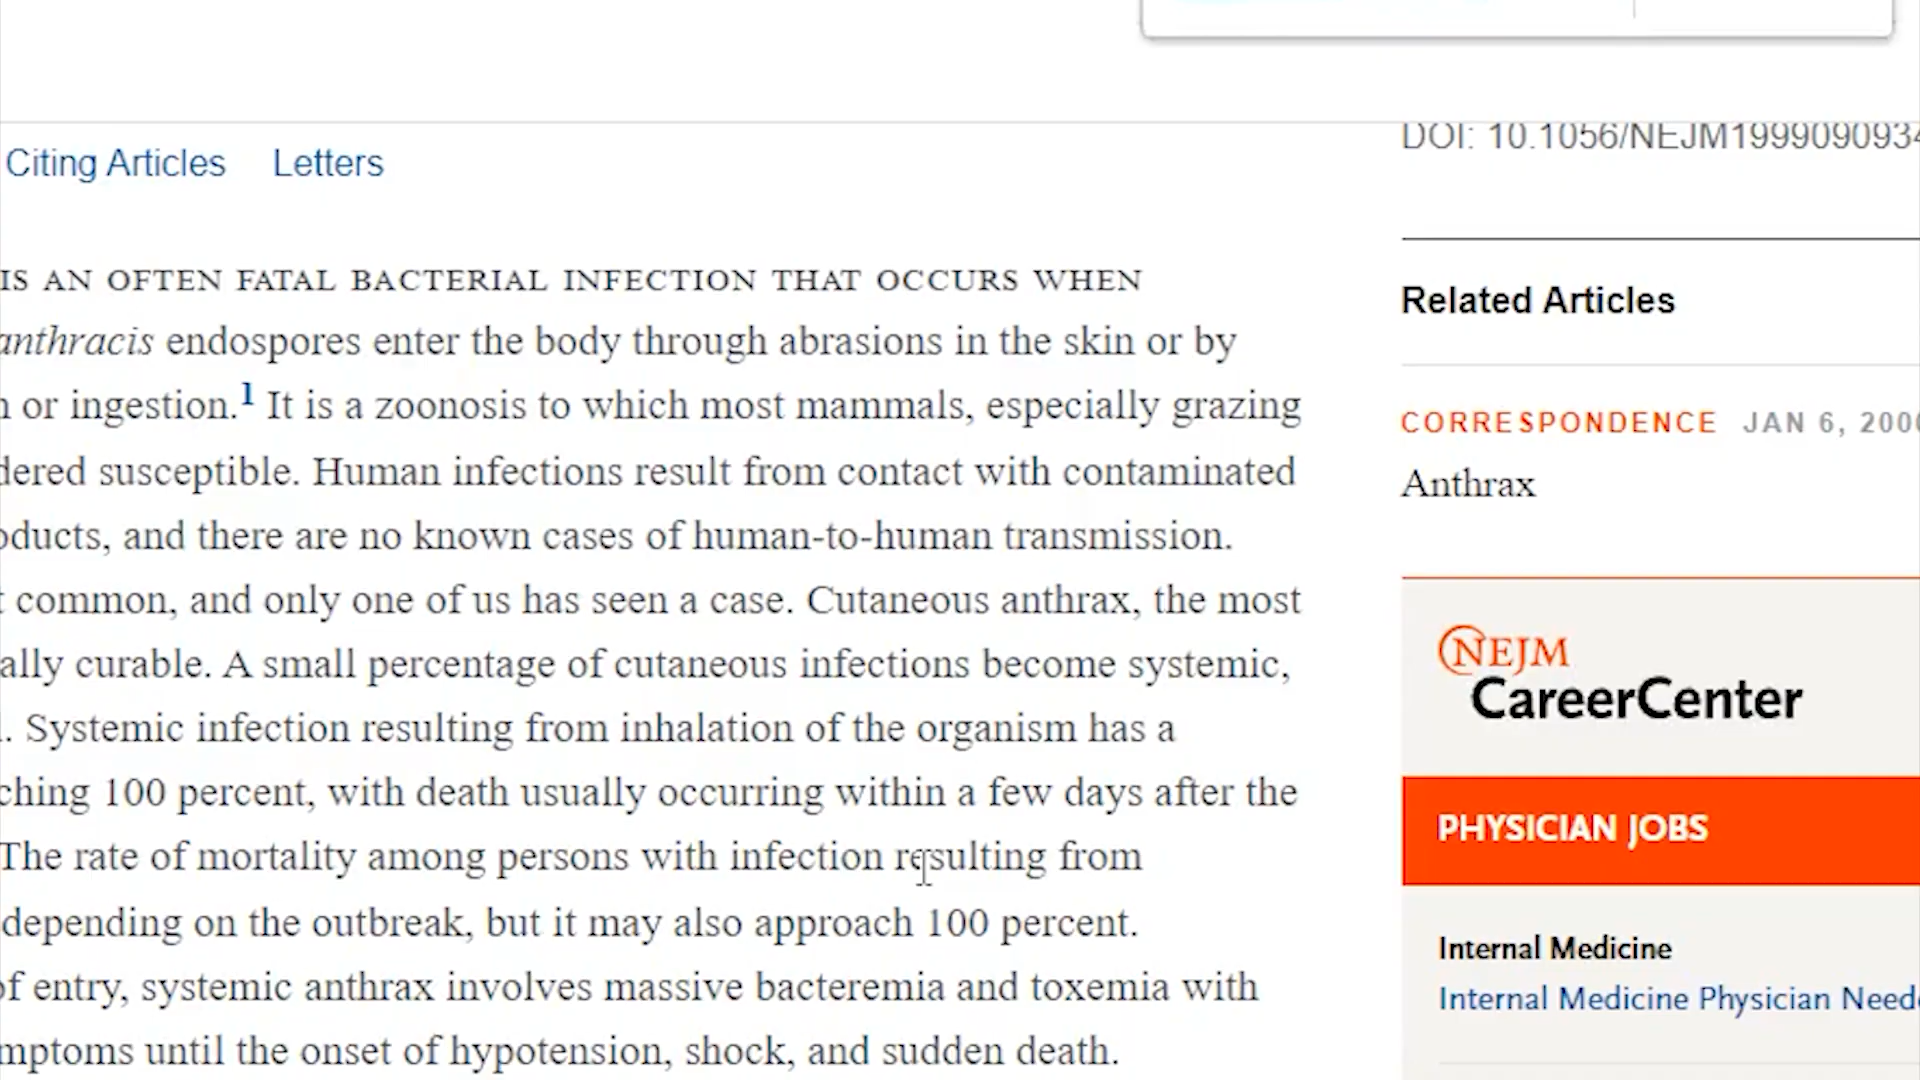 DOI: 10.1056/NEJM1999090934
Citing Articles Letters
IS AN OFTEN FATAL BACTERIAL INFECTION THAT OCCURS WHEN
anthracis endospores enter the body through abrasions in the skin or by
or ingestion.1 It is a zoonosis to which most mammals, especially grazing
dered susceptible. Human infections result from contact with contaminated
oducts, and there are no known cases of human-to-human transmission.
common, and only one of us has seen a case. Cutaneous anthrax, the most
ally curable. A small percentage of cutaneous infections become systemic,
. Systemic infection resulting from inhalation of the organism has a
ching 100 percent, with death usually occurring within a few days after the
The rate of mortality among persons with infection resulting from
depending on the outbreak, but it may also approach 100 percent.
of entry, systemic anthrax involves massive bacteremia and toxemia with
mptoms until the onset of hypotension, shock, and sudden death.
Related Articles
CORRESPONDENCE JAN 6, 2000
Anthrax
NEJM
CareerCenter
PHYSICIAN JOBS
Internal Medicine
Internal Medicine Physician Neede